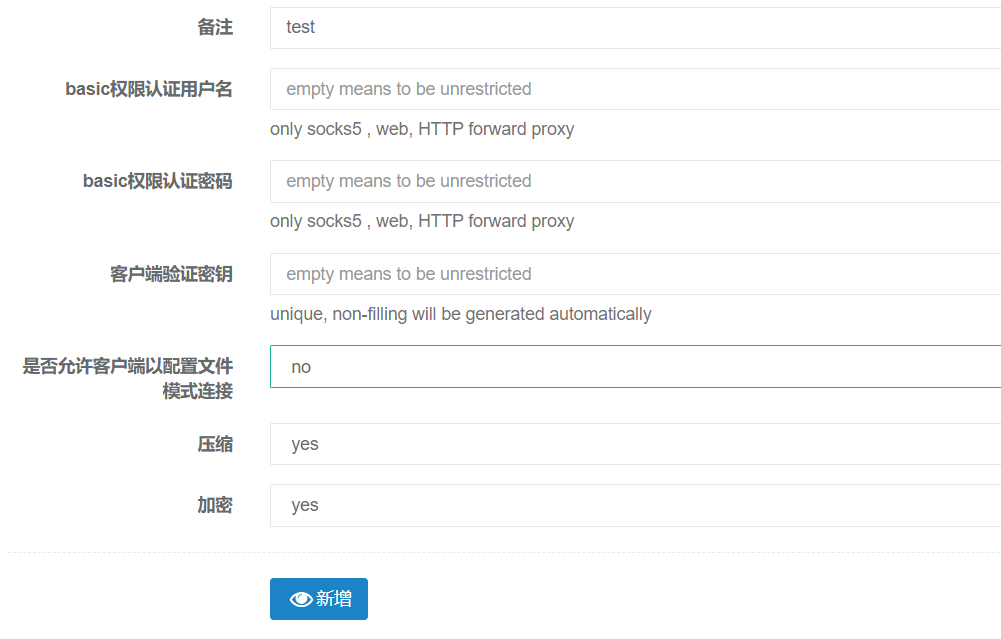 备注
test
basic权限认证用户名
empty means to be unrestricted
only socks5 , web, HTTP forward proxy
basic权限认证密码
empty means to be unrestricted
only socks5 , web, HTTP forward proxy
客户端验证密钥
empty means to be unrestricted
unique, non-filling will be generated automatically
是否允许客户端以配置文件
模式连接
no
压缩
yes
加密
yes
新增